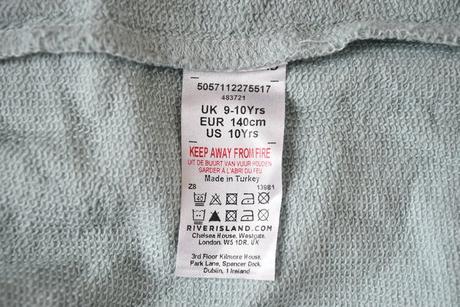 5057112275517
483721
UK 9-10Yrs
EUR 140cm
US 10Yrs
KEEP AWAY FROM FIRE
UIT DE BUURT VAN VUUR HOUDEN
GARDER À L'ABRI DU FEU
Made in Turkey
Z8 13981
RIVERISLAND.COM
Chelsea House, Westgate,
London, W5 1DR, UK
3rd Floor Kilmore House,
Park Lane, Spencer Dock,
Dublin, 1 Ireland